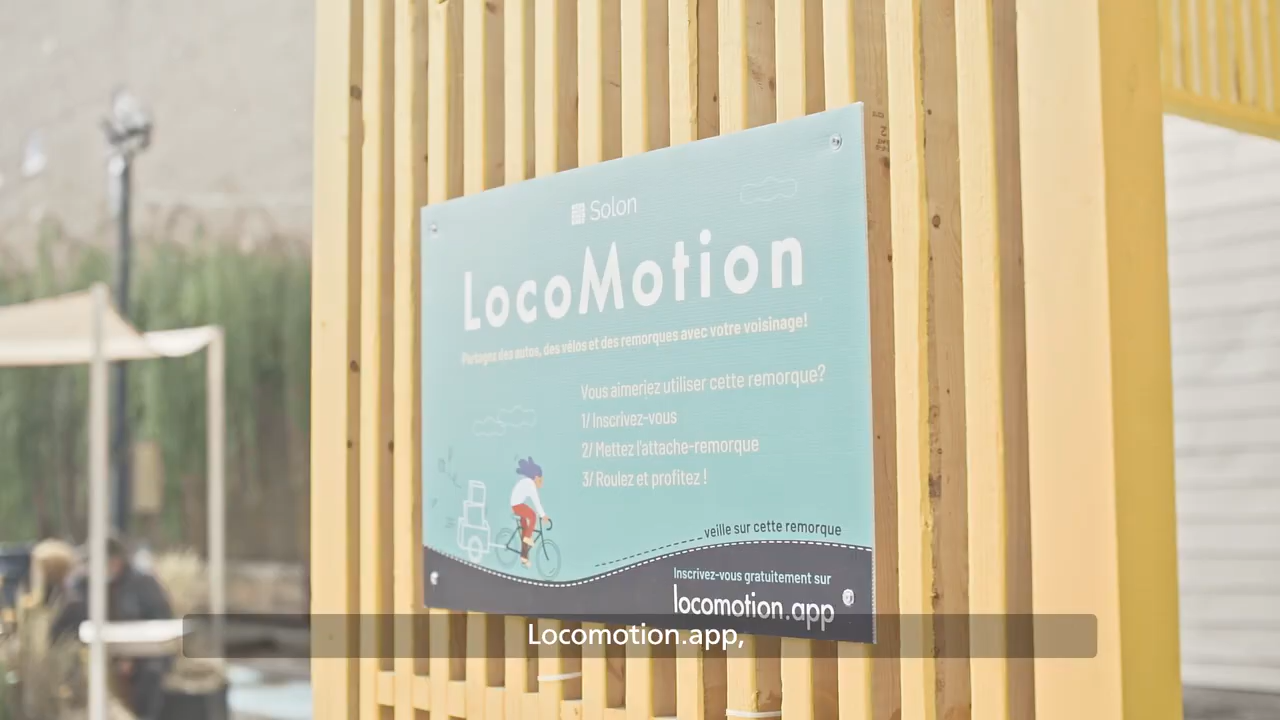 Solon
LocoMotion
Partagez des autos, des vélos et des remorques avec votre voisinage!
Vous aimeriez utiliser cette remorque?
1/ Inscrivez-vous
2/ Mettez l'attache-remorque
3/ Roulez et profitez !
veille sur cette remorque
Inscrivez-vous gratuitement sur
locomotion.app
Locomotion.app,